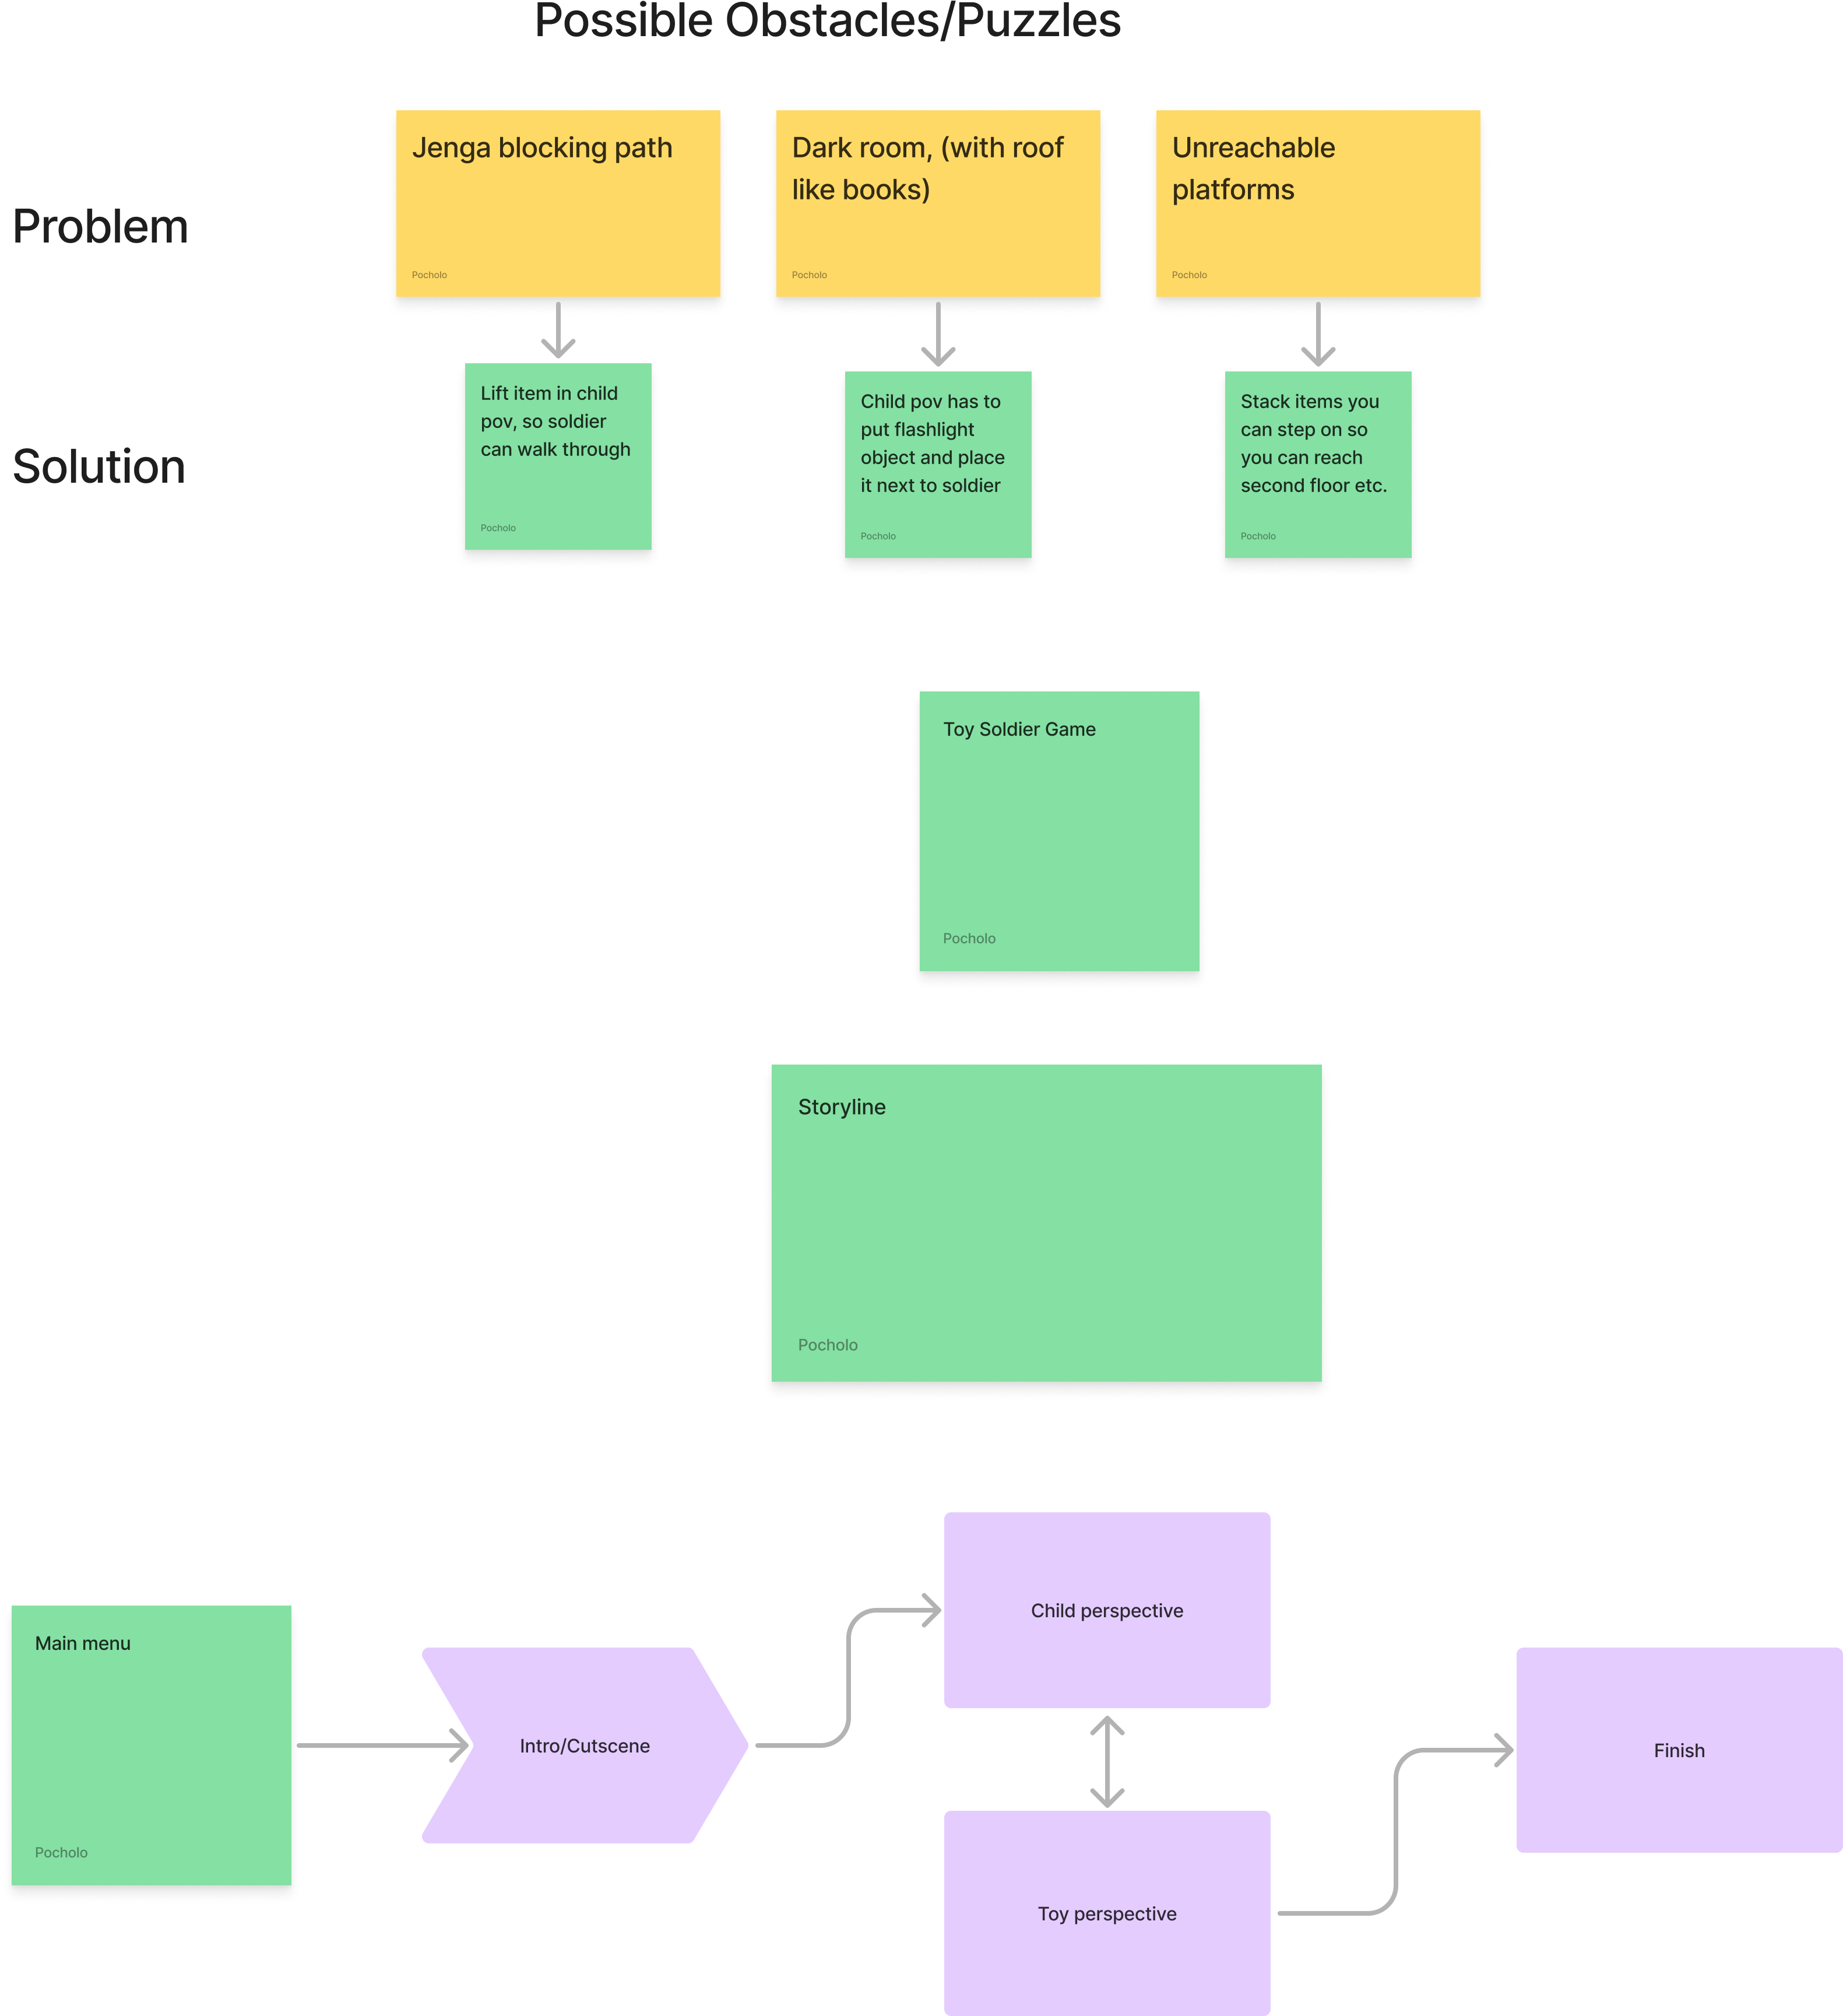 Possible Obstacles/Puzzles
Problem
Jenga blocking path
Pocholo
Dark room, (with roof
like books)
Pocholo
Unreachable
platforms
Pocholo
Solution
Lift item in child
pov, so soldier
can walk through
Pocholo
Child pov has to
put flashlight
object and place
it next to soldier
Pocholo
Stack items you
can step on so
you can reach
second floor etc.
Pocholo
Toy Soldier Game
Pocholo
Storyline
Pocholo
Main menu
Pocholo
Intro/Cutscene
Child perspective
Toy perspective
Finish